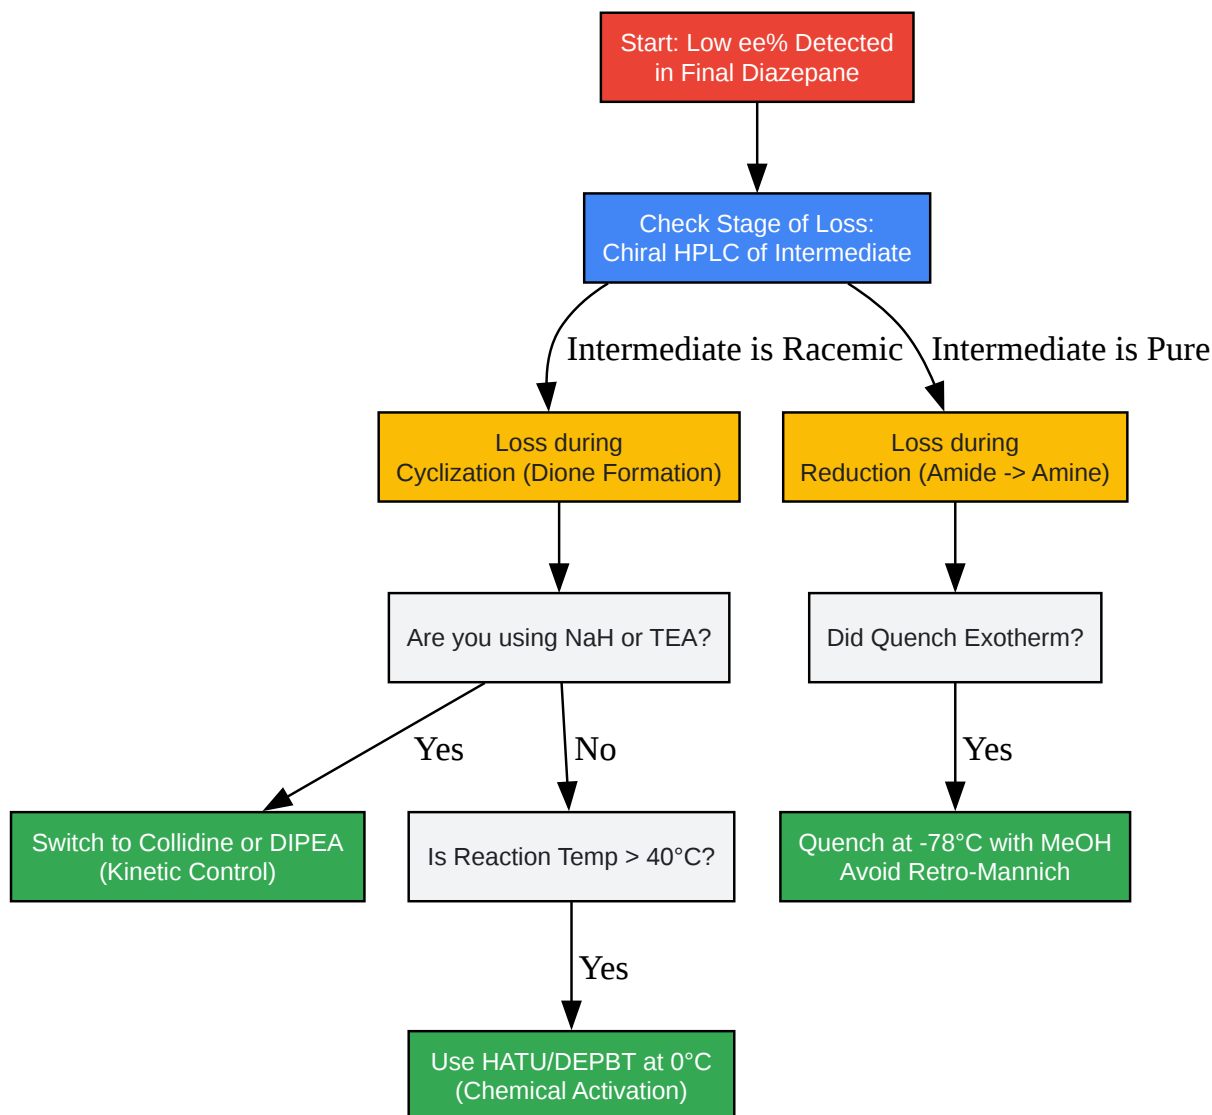 Start: Low ee% Detected
in Final Diazepane
Check Stage of Loss:
Chiral HPLC of Intermediate
Intermediate is Racemic
Intermediate is Pure
Loss during
Cyclization (Dione Formation)
Loss during
Reduction (Amide -> Amine)
Are you using NaH or TEA?
Did Quench Exotherm?
Yes
No
Yes
Switch to Collidine or DIPEA
(Kinetic Control)
Is Reaction Temp > 40°C?
Quench at -78°C with MeOH
Avoid Retro-Mannich
Yes
Use HATU/DEPBT at 0°C
(Chemical Activation)